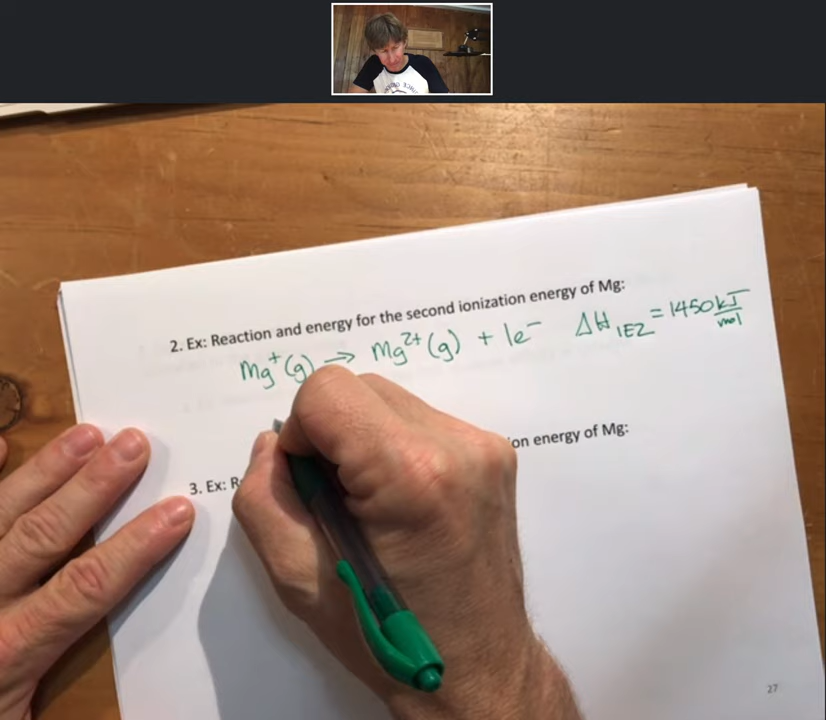 2. Ex: Reaction and energy for the second ionization energy of Mg:
Mg⁺(g) → Mg²⁺(g) + 1e⁻ ΔH IE2 = 1450 kJ/mol
3. Ex: on energy of Mg:
27